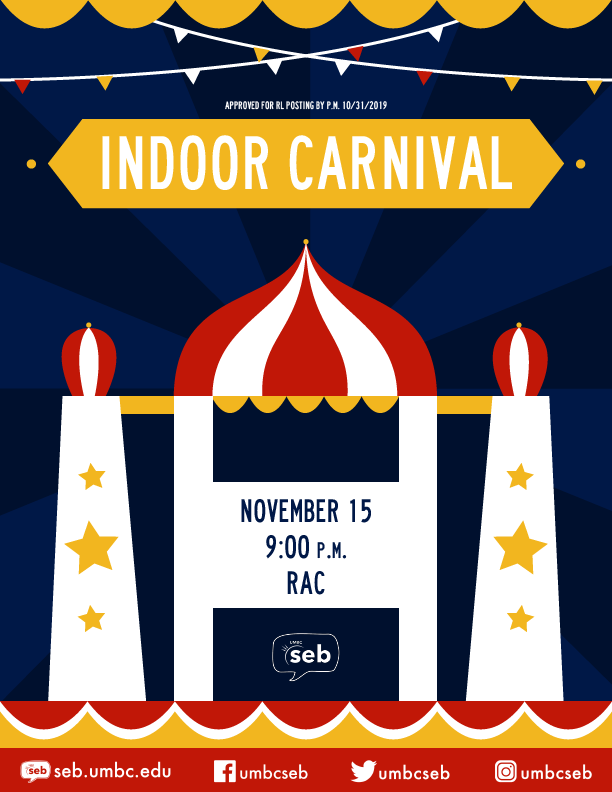 APPROVED FOR RL POSTING BY P.M. 10/31/2019
INDOOR CARNIVAL
NOVEMBER 15
9:00 P.M.
RAC
UMBC
seb
seb seb.umbc.edu
umbcseb
umbcseb
umbcseb